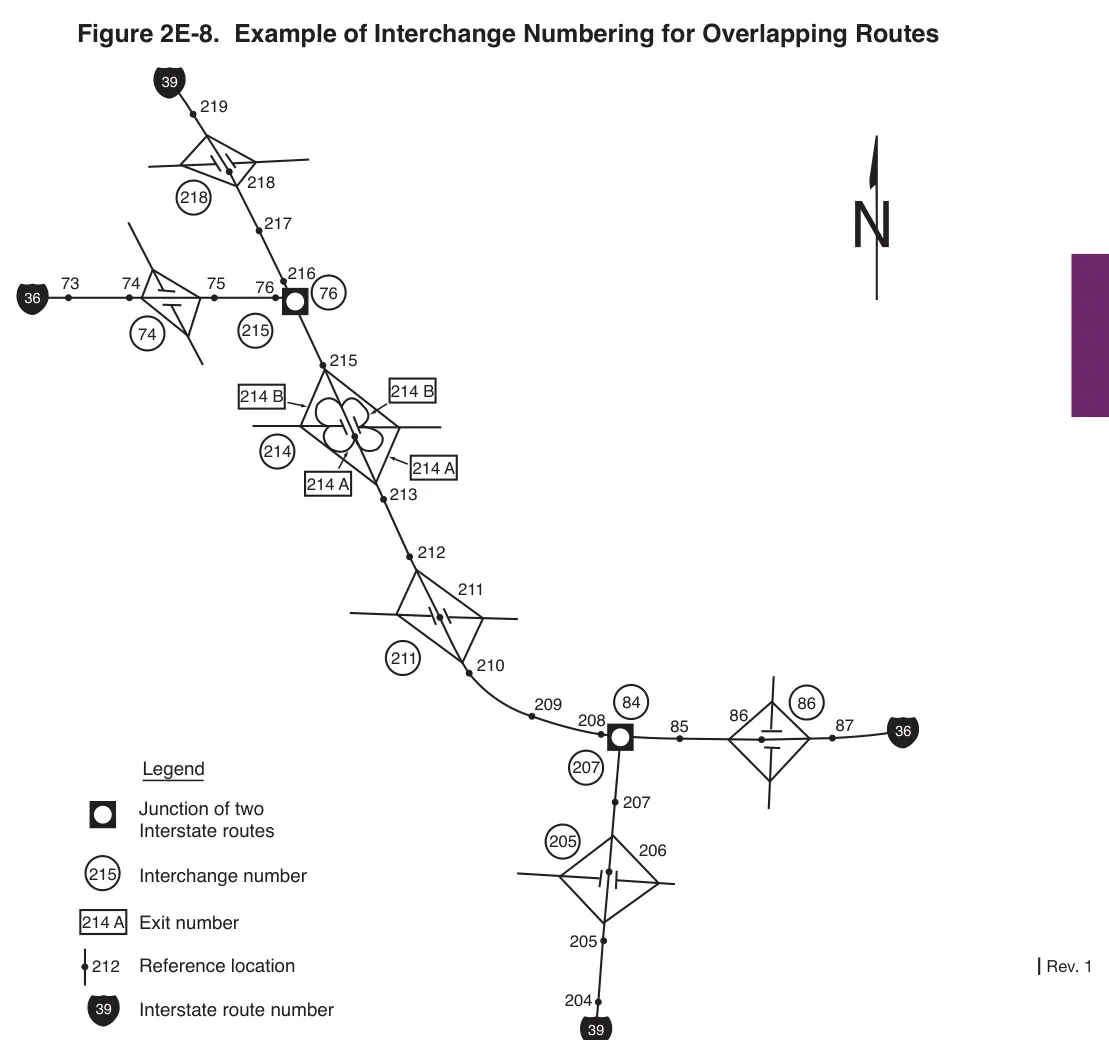 Figure 2E-8. Example of Interchange Numbering for Overlapping Routes
39
219
218
218
217
216
76
36
73
74
75
76
74
215
215
214 B
214 B
214
214 A
214 A
213
212
211
211
210
209
208
84
85
86
86
87
36
207
207
205
206
205
204
39
N
Legend
Junction of two
Interstate routes
215 Interchange number
214 A Exit number
212 Reference location
39 Interstate route number
Rev. 1